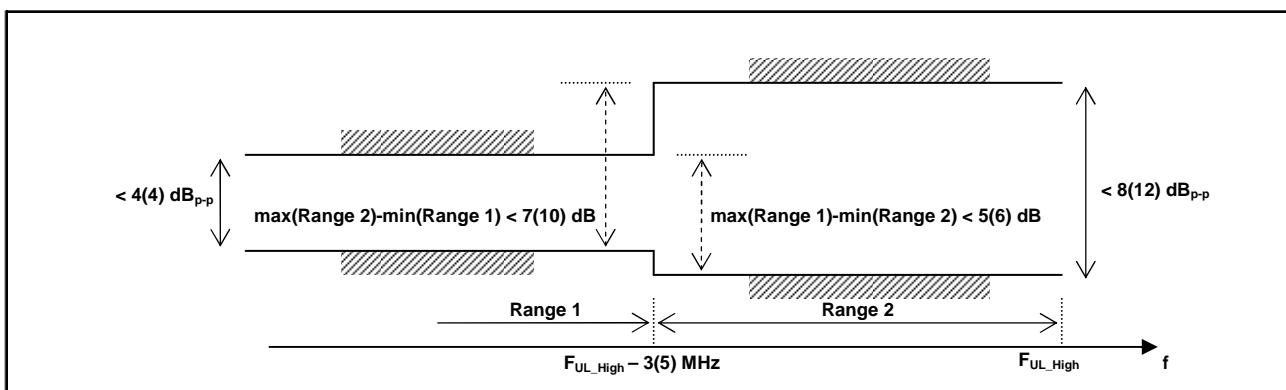 < 4(4) dBp-p
max(Range 2)-min(Range 1) < 7(10) dB
max(Range 1)-min(Range 2) < 5(6) dB
< 8(12) dBp-p
Range 1
Range 2
FUL_High – 3(5) MHz
FUL_High
f